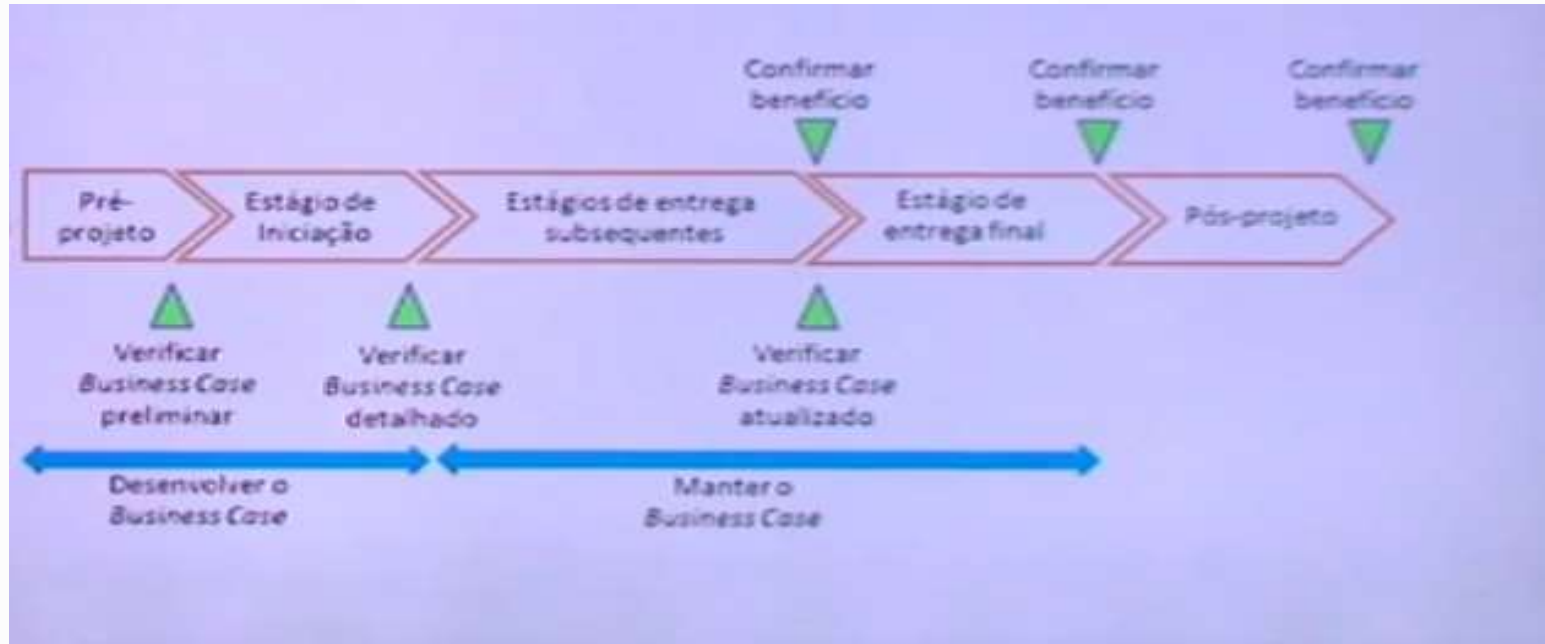 Confirmar
benefício
Confirmar
benefício
Confirmar
benefício
Pré-
projeto
Estágio de
Iniciação
Estágios de entrega
subsequentes
Estágio de
entrega final
Pós-projeto
Verificar
Business Case
preliminar
Verificar
Business Case
detalhado
Verificar
Business Case
atualizado
Desenvolver o
Business Case
Manter o
Business Case